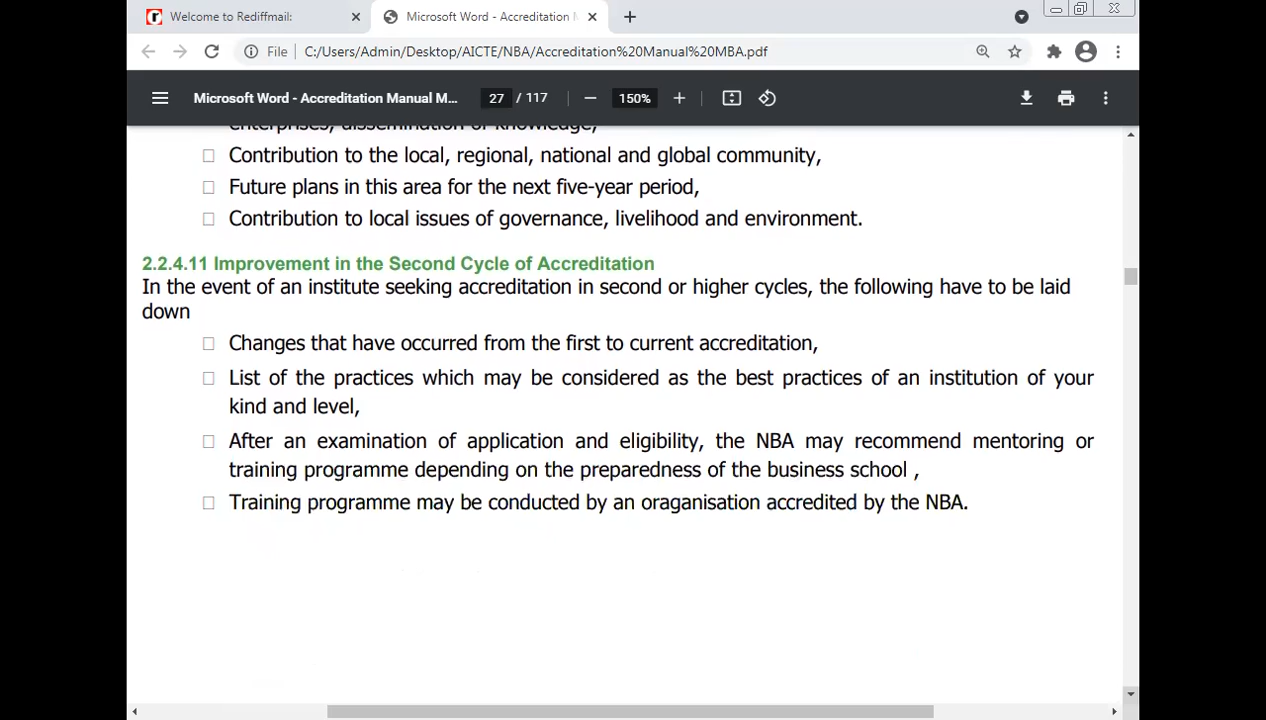 Welcome to Rediffmail:
Microsoft Word - Accreditation M
File C:/Users/Admin/Desktop/AICTE/NBA/Accreditation%20Manual%20MBA.pdf
Microsoft Word - Accreditation Manual M... 27 / 117 150%
enterprises, dissemination of knowledge,
Contribution to the local, regional, national and global community,
Future plans in this area for the next five-year period,
Contribution to local issues of governance, livelihood and environment.
2.2.4.11 Improvement in the Second Cycle of Accreditation
In the event of an institute seeking accreditation in second or higher cycles, the following have to be laid
down
Changes that have occurred from the first to current accreditation,
List of the practices which may be considered as the best practices of an institution of your
kind and level,
After an examination of application and eligibility, the NBA may recommend mentoring or
training programme depending on the preparedness of the business school ,
Training programme may be conducted by an oraganisation accredited by the NBA.